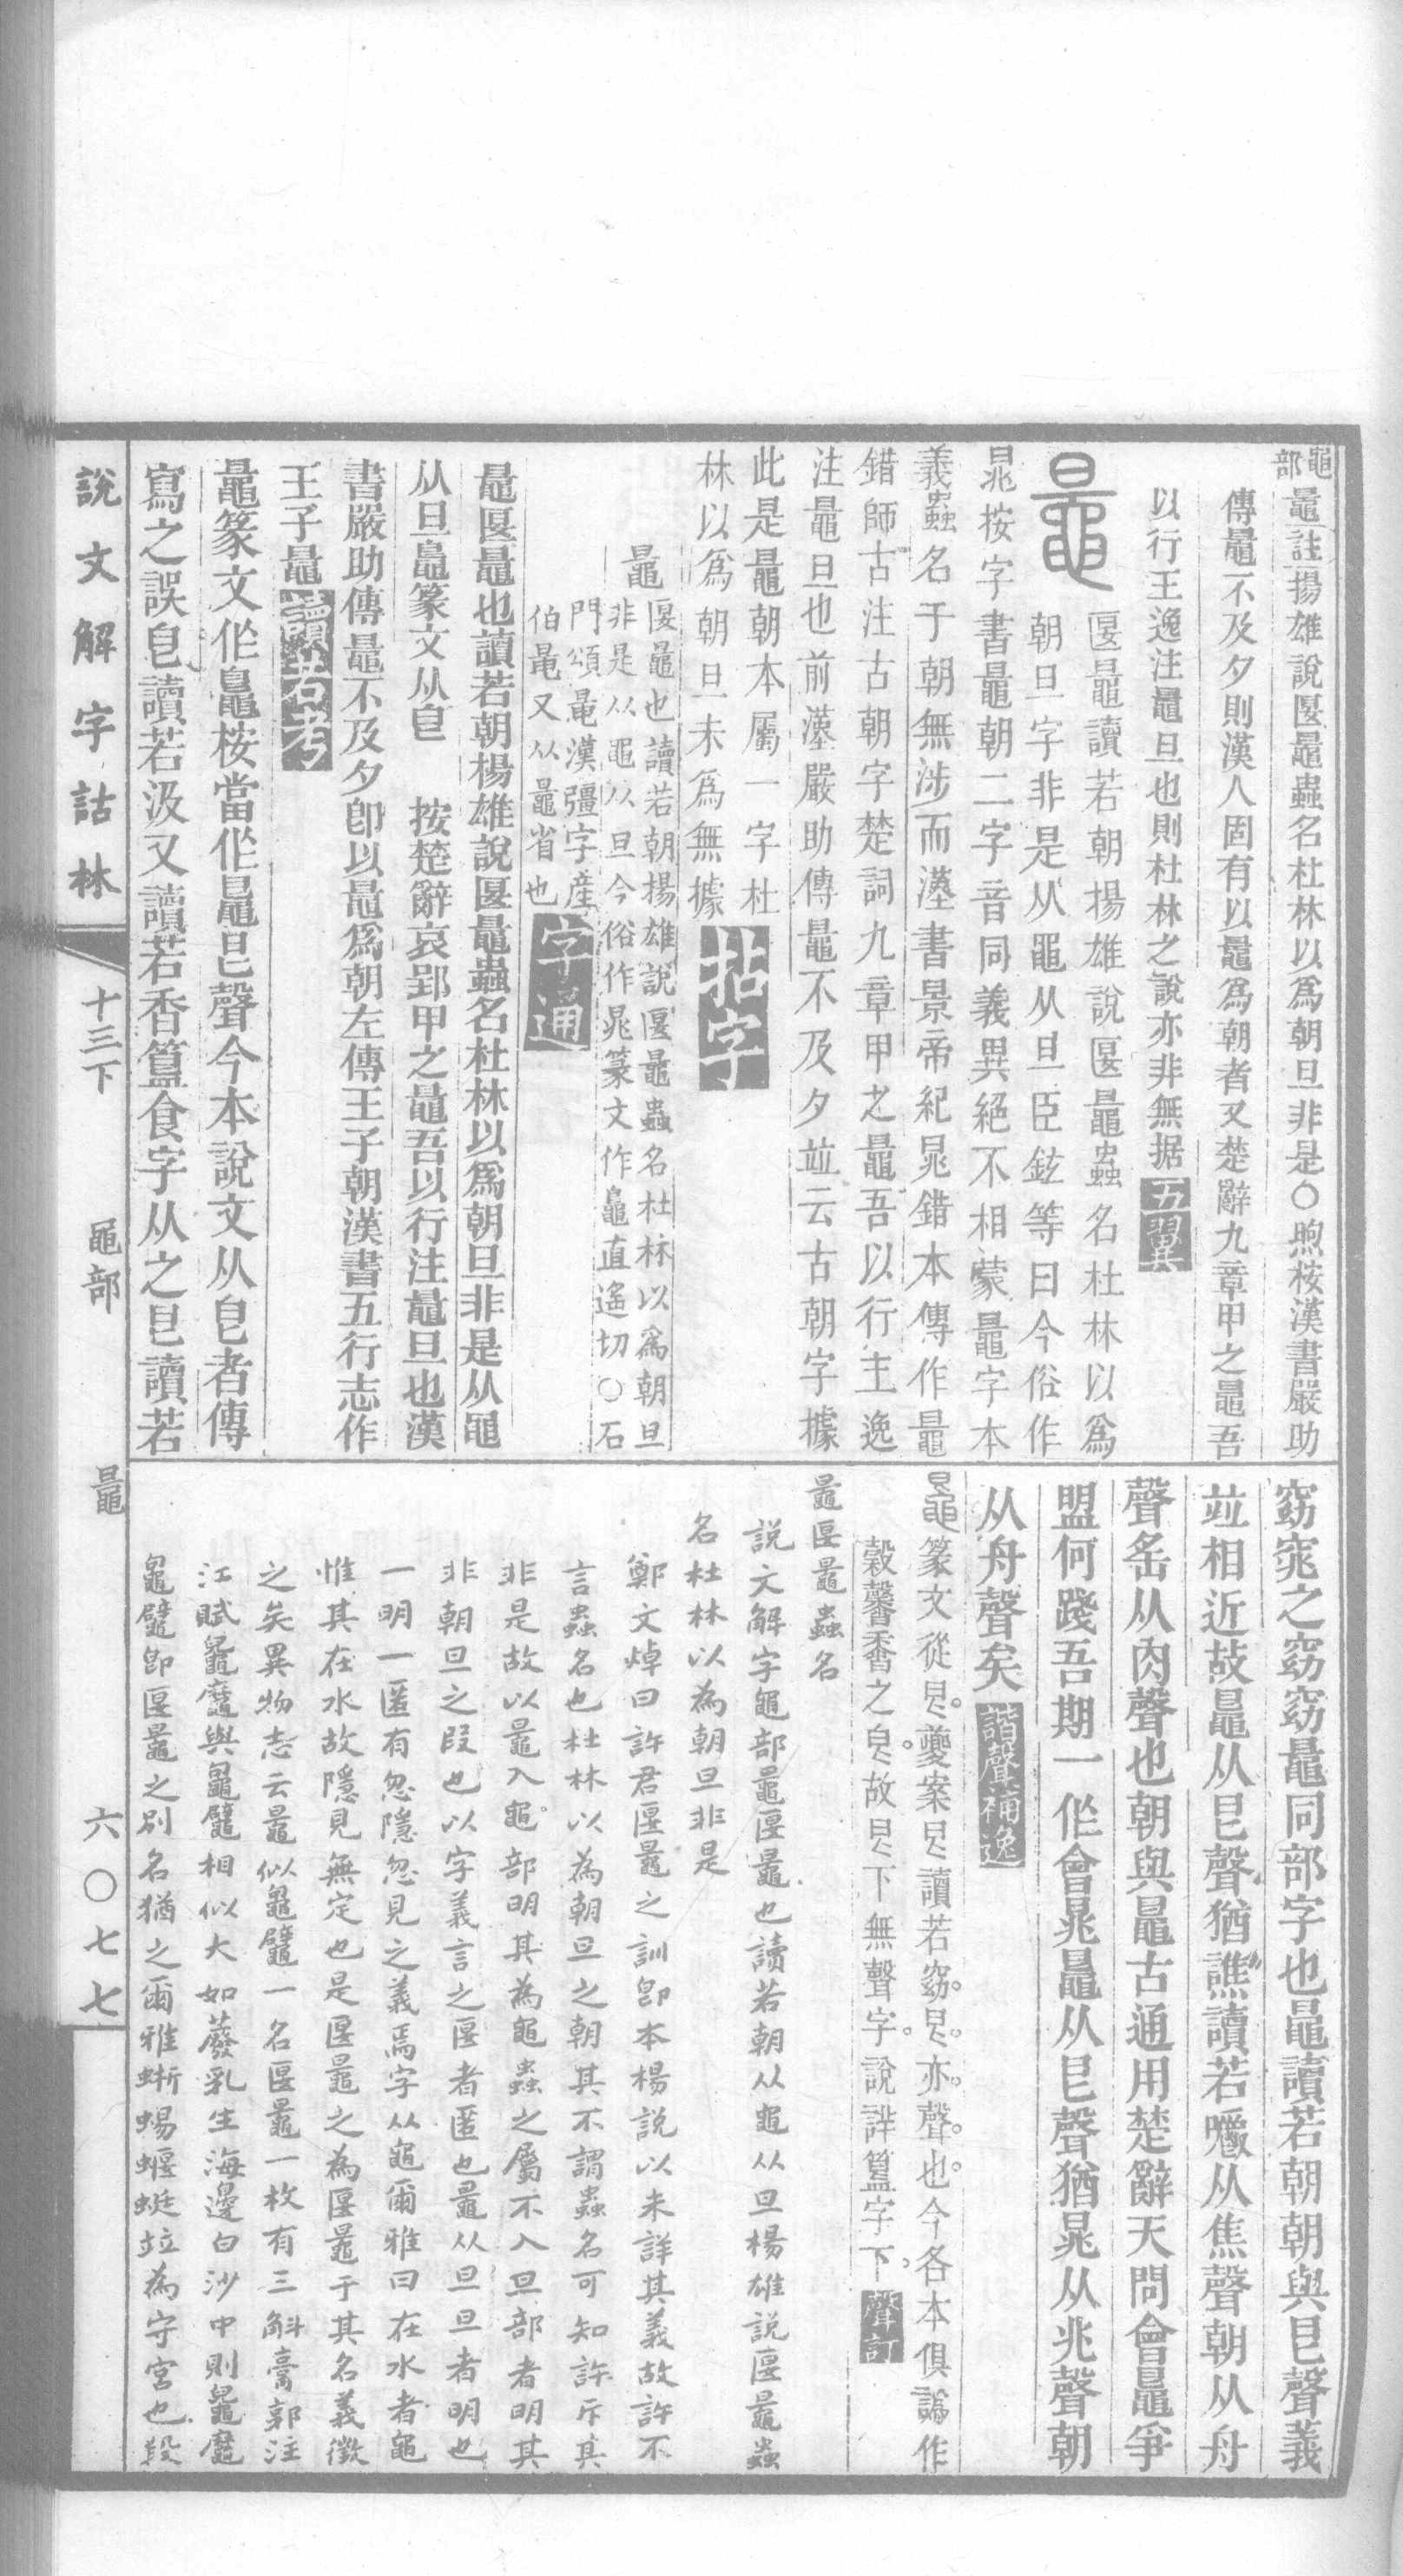 黽部
鼂註揚雄說匽鼂蟲名杜林以爲朝旦非是○煦桉漢書嚴助
傳鼂不及夕則漢人固有以鼂爲朝者又楚辭九章甲之鼂吾
以行王逸注鼂旦也則杜林之說亦非無据五翼
鼂
匽鼂讀若朝揚雄說匽鼂蟲名杜林以爲
朝旦字非是从黽从旦臣鉉等曰今俗作
晁按字書鼂朝二字音同義異絕不相蒙鼂字本
義蟲名于朝無涉而漢書景帝紀晁錯本傳作鼂
錯師古注古朝字楚詞九章甲之鼂吾以行王逸
注鼂旦也前漢嚴助傳鼂不及夕竝云古朝字據
此是鼂朝本屬一字杜
林以爲朝旦未爲無據
拈字
鼂
匽鼂也讀若朝揚雄說匽鼂蟲名杜林以爲朝旦
非是从黽从旦今俗作晁篆文作鼂直遙切○石
門頌鼂漢彊字產
伯鼂又从鼂省也
字通
鼂匽鼂也讀若朝楊雄說匽鼂蟲名杜林以爲朝旦非是从黽
从旦鼂篆文从皀　按楚辭哀郢甲之鼂吾以行注鼂旦也漢
書嚴助傳鼂不及夕卽以鼂爲朝左傳王子朝漢書五行志作
王子鼂
鼂篆文作鼂桉當作鼂皀聲今本說文从皀者傳
寫之誤皀讀若汲又讀若香簋食字从之皀讀若
說文解字詁林
十三下
黽部
鼂
六〇七七
窈窕之窈窈鼂同部字也鼂讀若朝朝與皀聲義
竝相近故鼂从皀聲猶譙讀若嚼从焦聲朝从舟
聲䍃从肉聲也朝與鼂古通用楚辭天問會鼂爭
盟何踐吾期一作會晁鼂从皀聲猶晁从兆聲朝
从舟聲矣諧聲補逸
鼂篆文從皀夔案皀讀若窈皀亦聲也今各本俱譌作
穀馨香之皀故皀下無聲字說詳簋字下聲訂
鼂匽鼂蟲名
說文解字黽部鼂匽鼂也讀若朝从黽从旦楊雄說匽鼂蟲
名杜林以為朝旦非是
鄭文焯曰許君匽鼂之訓卽本楊說以未詳其義故許不
言蟲名也杜林以為朝旦之朝其不謂蟲名可知許斥其
非是故以鼂入黽部明其為黽蟲之屬不入旦部者明其
非朝旦之叚也以字義言之匽者匿也鼂从旦旦者明也
一明一匿有忽隱忽見之義焉字从黽爾雅曰在水者黽
惟其在水故隱見無定也是匽鼂之為匽鼂于其名義徵
之矣異物志云鼂似鼊一名匽鼂一枚有三斛膏郭注
江賦與鼊相似大如蘮乳生海邊白沙中則
鼊卽匽鼂之別名猶之爾雅蜥蜴蝘蜓竝為守宮也段